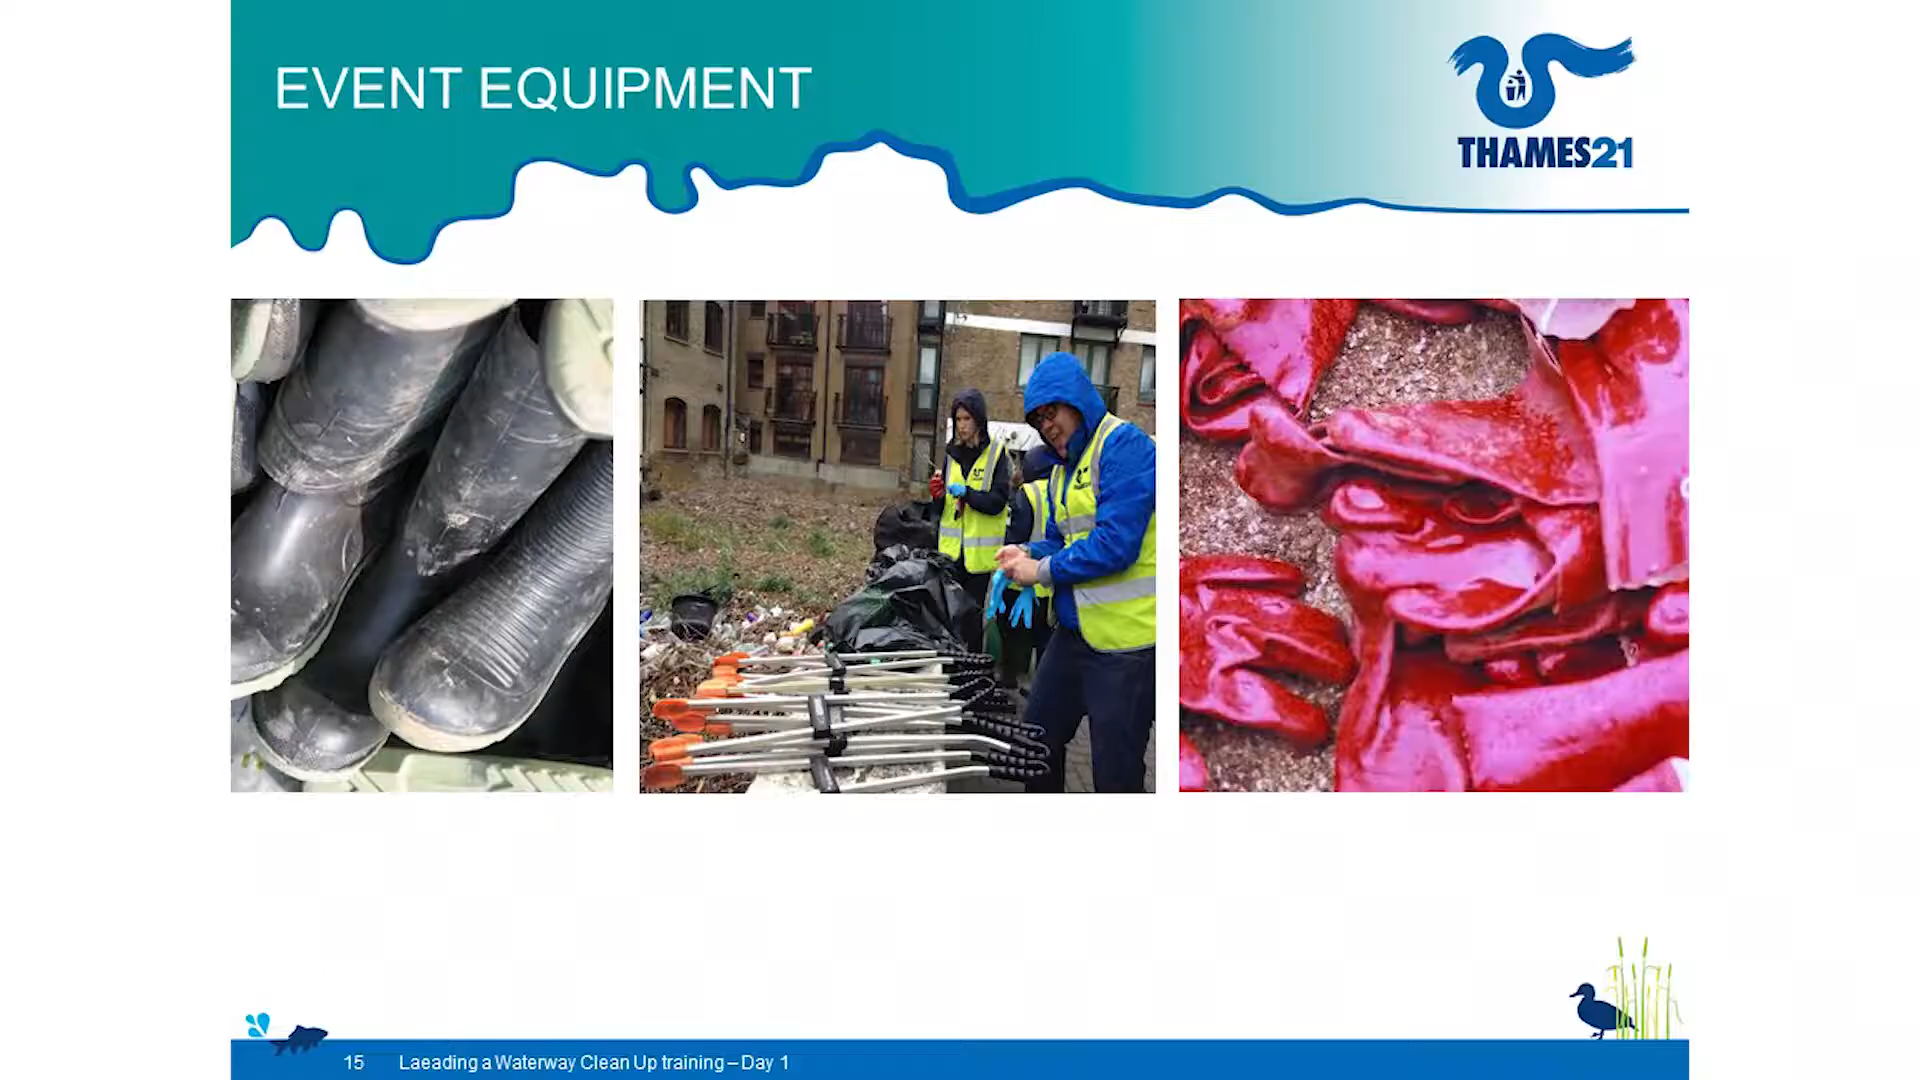 EVENT EQUIPMENT
THAMES21
15 Laeading a Waterway Clean Up training – Day 1